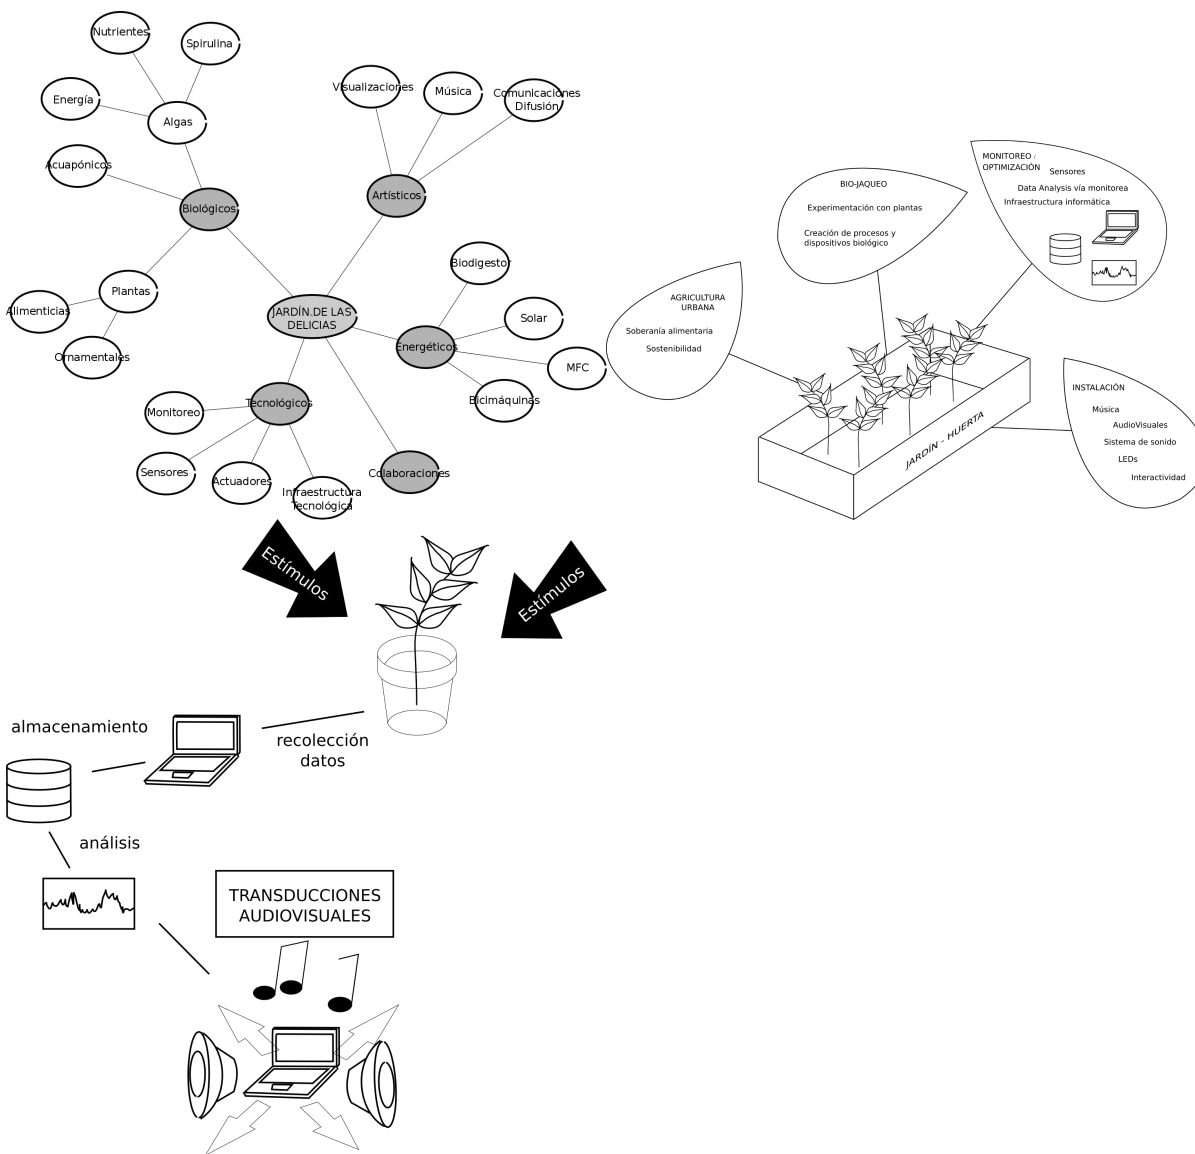 Nutrientes
Spirulina
Energía
Algas
Acuapónicos
Biológicos
Plantas
Alimenticias
Ornamentales
Visualizaciones
Música
Comunicaciones
Difusión
Artísticos
JARDÍN.DE LAS
DELICIAS
Biodigestor
Solar
Energéticos
MFC
Bicimáquinas
Tecnológicos
Monitoreo
Sensores
Actuadores
Infraestructura
Tecnológica
Colaboraciones
BIO-JAQUEO
Experimentación con plantas
Creación de procesos y
dispositivos biológico
MONITOREO /
OPTIMIZACIÓN
Sensores
Data Analysis vía monitorea
Infraestructura informática
AGRICULTURA
URBANA
Soberanía alimentaria
Sostenibilidad
JARDÍN - HUERTA
INSTALACIÓN
Música
AudioVisuales
Sistema de sonido
LEDs
Interactividad
Estímulos
Estímulos
almacenamiento
recolección
datos
análisis
TRANSDUCCIONES
AUDIOVISUALES